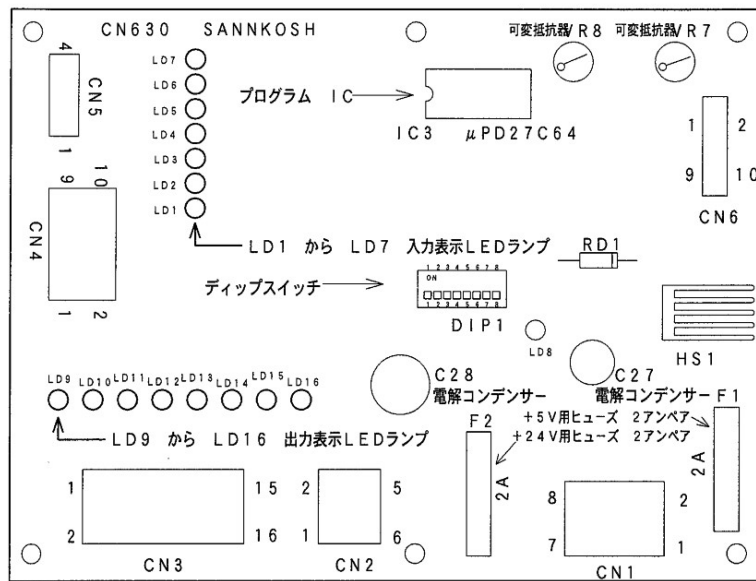 CN630 SANNKOSH
可変抵抗器 VR8 可変抵抗器 VR7
4
CN5
1
LD7
LD6
LD5
LD4
LD3
LD2
LD1
プログラム IC
IC3 μPD27C64
1 2
9 10
CN6
9 10
CN4
1 2
LD1 から LD7 入力表示LEDランプ
RD1
ディップスイッチ
1 2 3 4 5 6 7 8
ON
1 2 3 4 5 6 7 8
DIP1
LD8
HS1
LD9 LD10 LD11 LD12 LD13 LD14 LD15 LD16
C28
電解コンデンサー
C27
電解コンデンサー
F1
F2
+5V用ヒューズ 2アンペア
+24V用ヒューズ 2アンペア
2A
2A
LD9 から LD16 出力表示LEDランプ
1 15
2 16
CN3
2 5
1 6
CN2
8 2
7 1
CN1